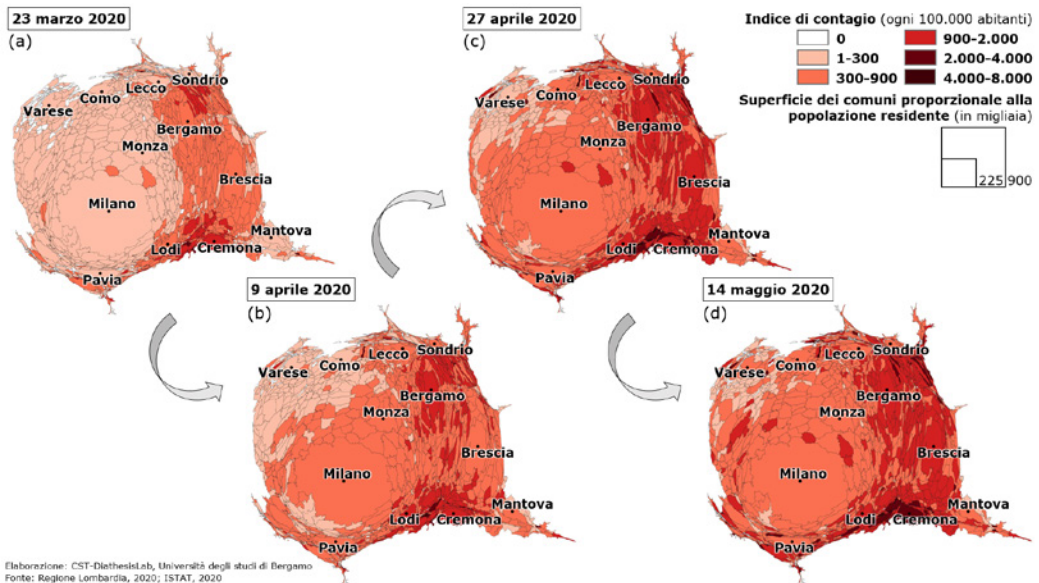 23 marzo 2020
(a)
Lecco
Sondrio
Como
Varese
Bergamo
Monza
Brescia
Milano
Mantova
Lodi
Cremona
Pavia
27 aprile 2020
(c)
Lecco
Sondrio
Como
Varese
Bergamo
Monza
Brescia
Milano
Mantova
Lodi
Cremona
Pavia
Indice di contagio (ogni 100.000 abitanti)
0
900-2.000
1-300
2.000-4.000
300-900
4.000-8.000
Superficie dei comuni proporzionale alla
popolazione residente (in migliaia)
225
900
9 aprile 2020
(b)
Lecco
Sondrio
Como
Varese
Bergamo
Monza
Brescia
Milano
Mantova
Lodi
Cremona
Pavia
14 maggio 2020
(d)
Lecco
Sondrio
Como
Varese
Bergamo
Monza
Brescia
Milano
Mantova
Lodi
Cremona
Pavia
Elaborazione: CST-DiathesisLab, Università degli studi di Bergamo
Fonte: Regione Lombardia, 2020; ISTAT, 2020